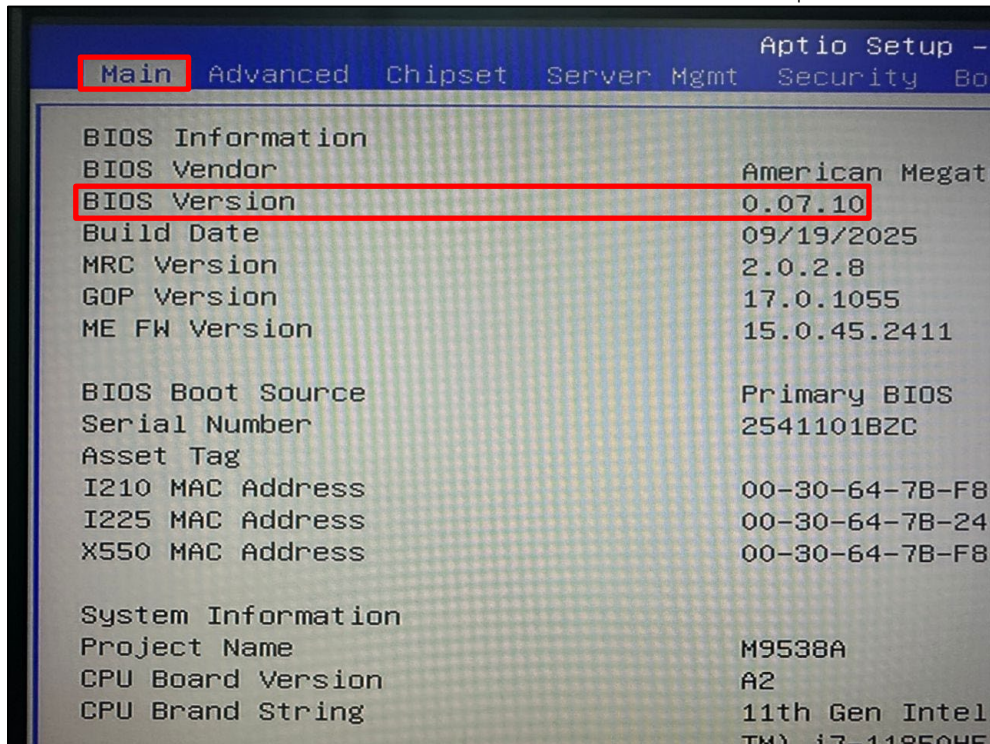 Aptio Setup –
Main Advanced Chipset Server Mgmt Security Bo
BIOS Information
BIOS Vendor American Megat
BIOS Version 0.07.10
Build Date 09/19/2025
MRC Version 2.0.2.8
GOP Version 17.0.1055
ME FW Version 15.0.45.2411
BIOS Boot Source Primary BIOS
Serial Number 2541101BZC
Asset Tag
I210 MAC Address 00-30-64-7B-F8
I225 MAC Address 00-30-64-7B-24
X550 MAC Address 00-30-64-7B-F8
System Information
Project Name M9538A
CPU Board Version A2
CPU Brand String 11th Gen Intel
TM) i7-11850HE